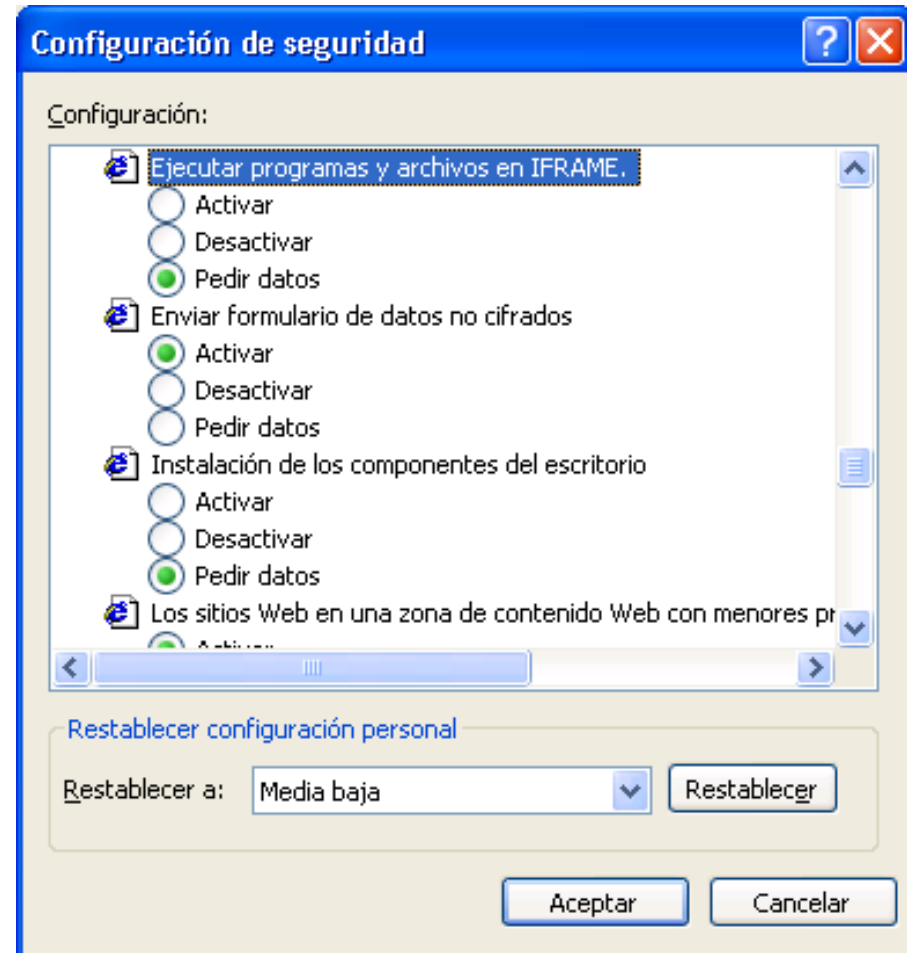 Configuración de seguridad
Configuración:
Ejecutar programas y archivos en IFRAME.
Activar
Desactivar
Pedir datos
Enviar formulario de datos no cifrados
Activar
Desactivar
Pedir datos
Instalación de los componentes del escritorio
Activar
Desactivar
Pedir datos
Los sitios Web en una zona de contenido Web con menores pr
Restablecer configuración personal
Restablecer a: Media baja Restablecer
Aceptar Cancelar